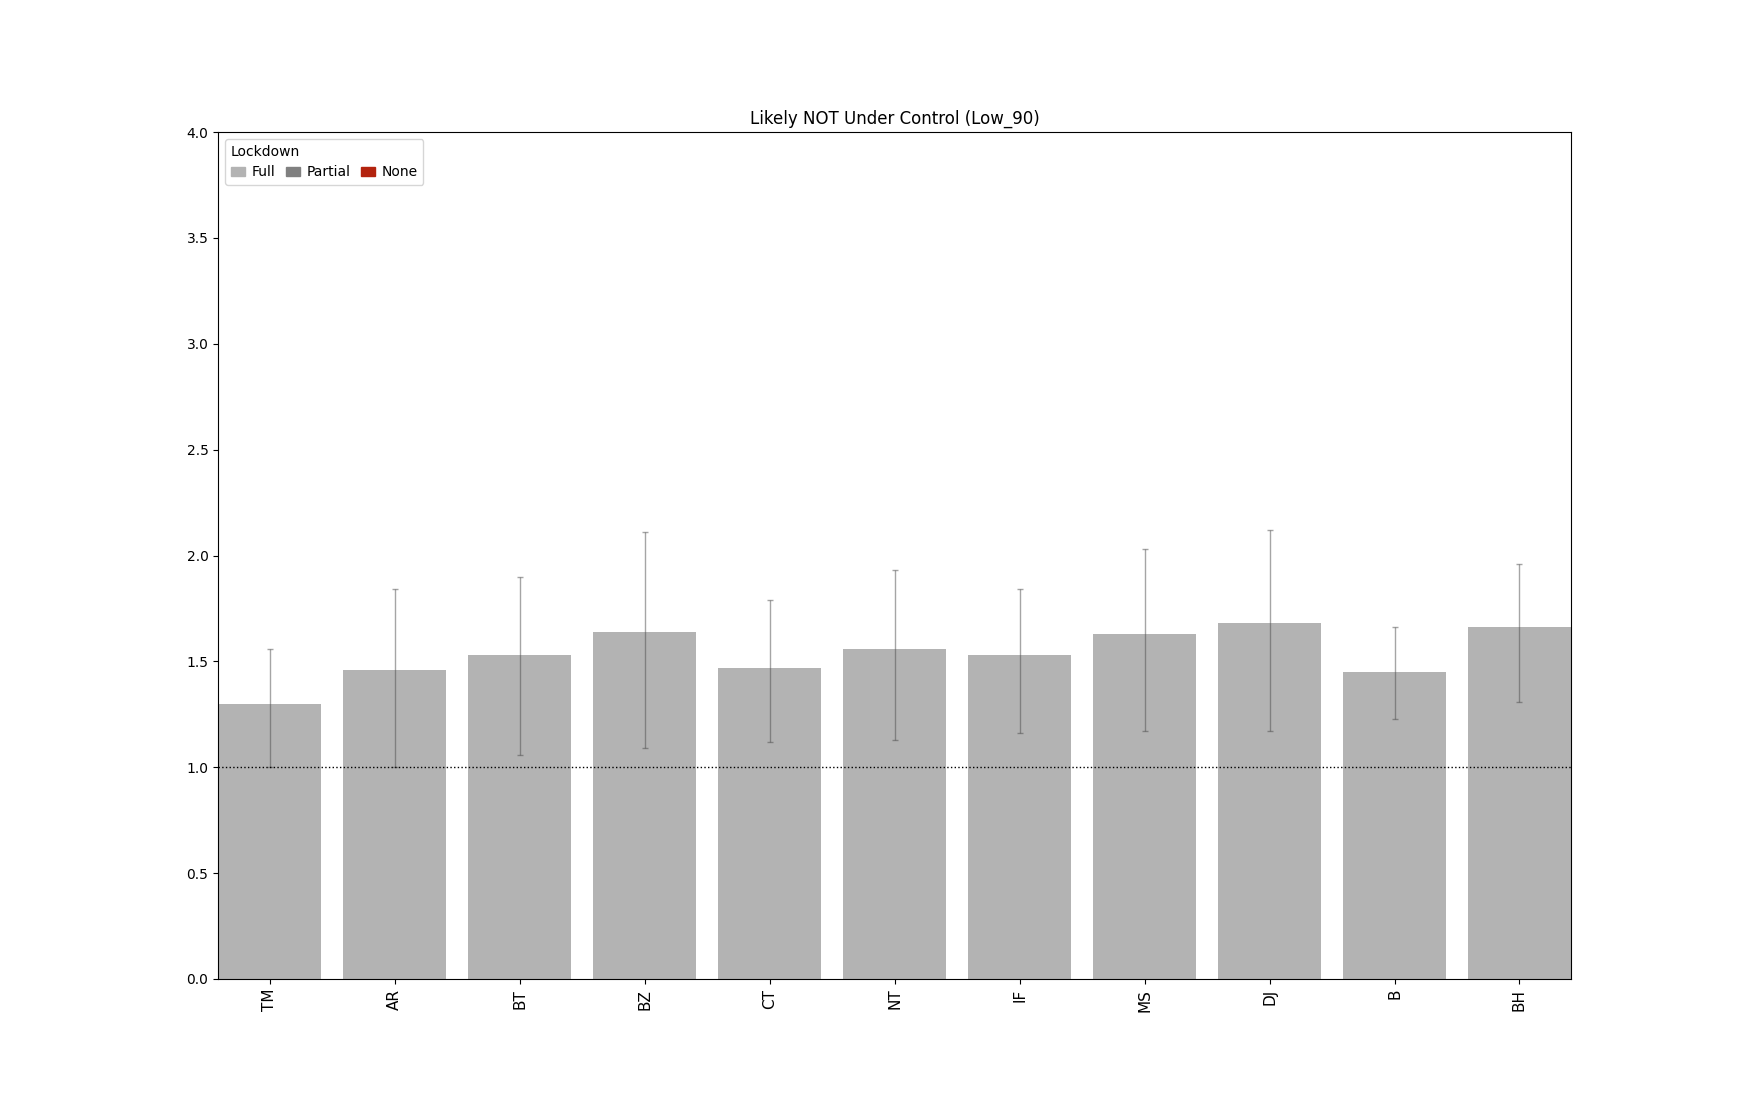 Likely NOT Under Control (Low_90)
Lockdown
Full Partial None
4.0
3.5
3.0
2.5
2.0
1.5
1.0
0.5
0.0
TM AR BT BZ CT NT IF MS DJ B BH